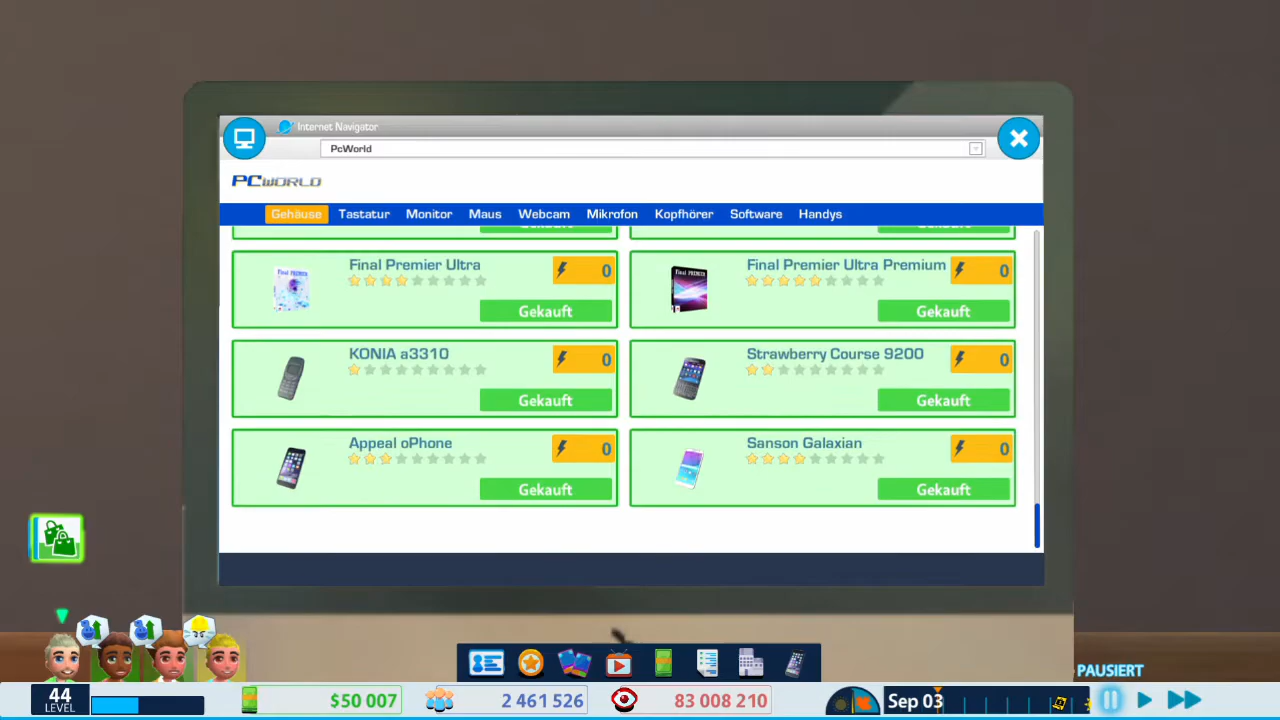 Internet Navigator
PcWorld
PCWORLD
Gehäuse Tastatur Monitor Maus Webcam Mikrofon Kopfhörer Software Handys
Gekauft Gekauft
Final Premier Ultra
0
Gekauft
Final Premier Ultra Premium
0
Gekauft
KONIA a3310
0
Gekauft
Strawberry Course 9200
0
Gekauft
Appeal oPhone
0
Gekauft
Sanson Galaxian
0
Gekauft
PAUSIERT
44
LEVEL
$50 007
2 461 526
83 008 210
Sep 03